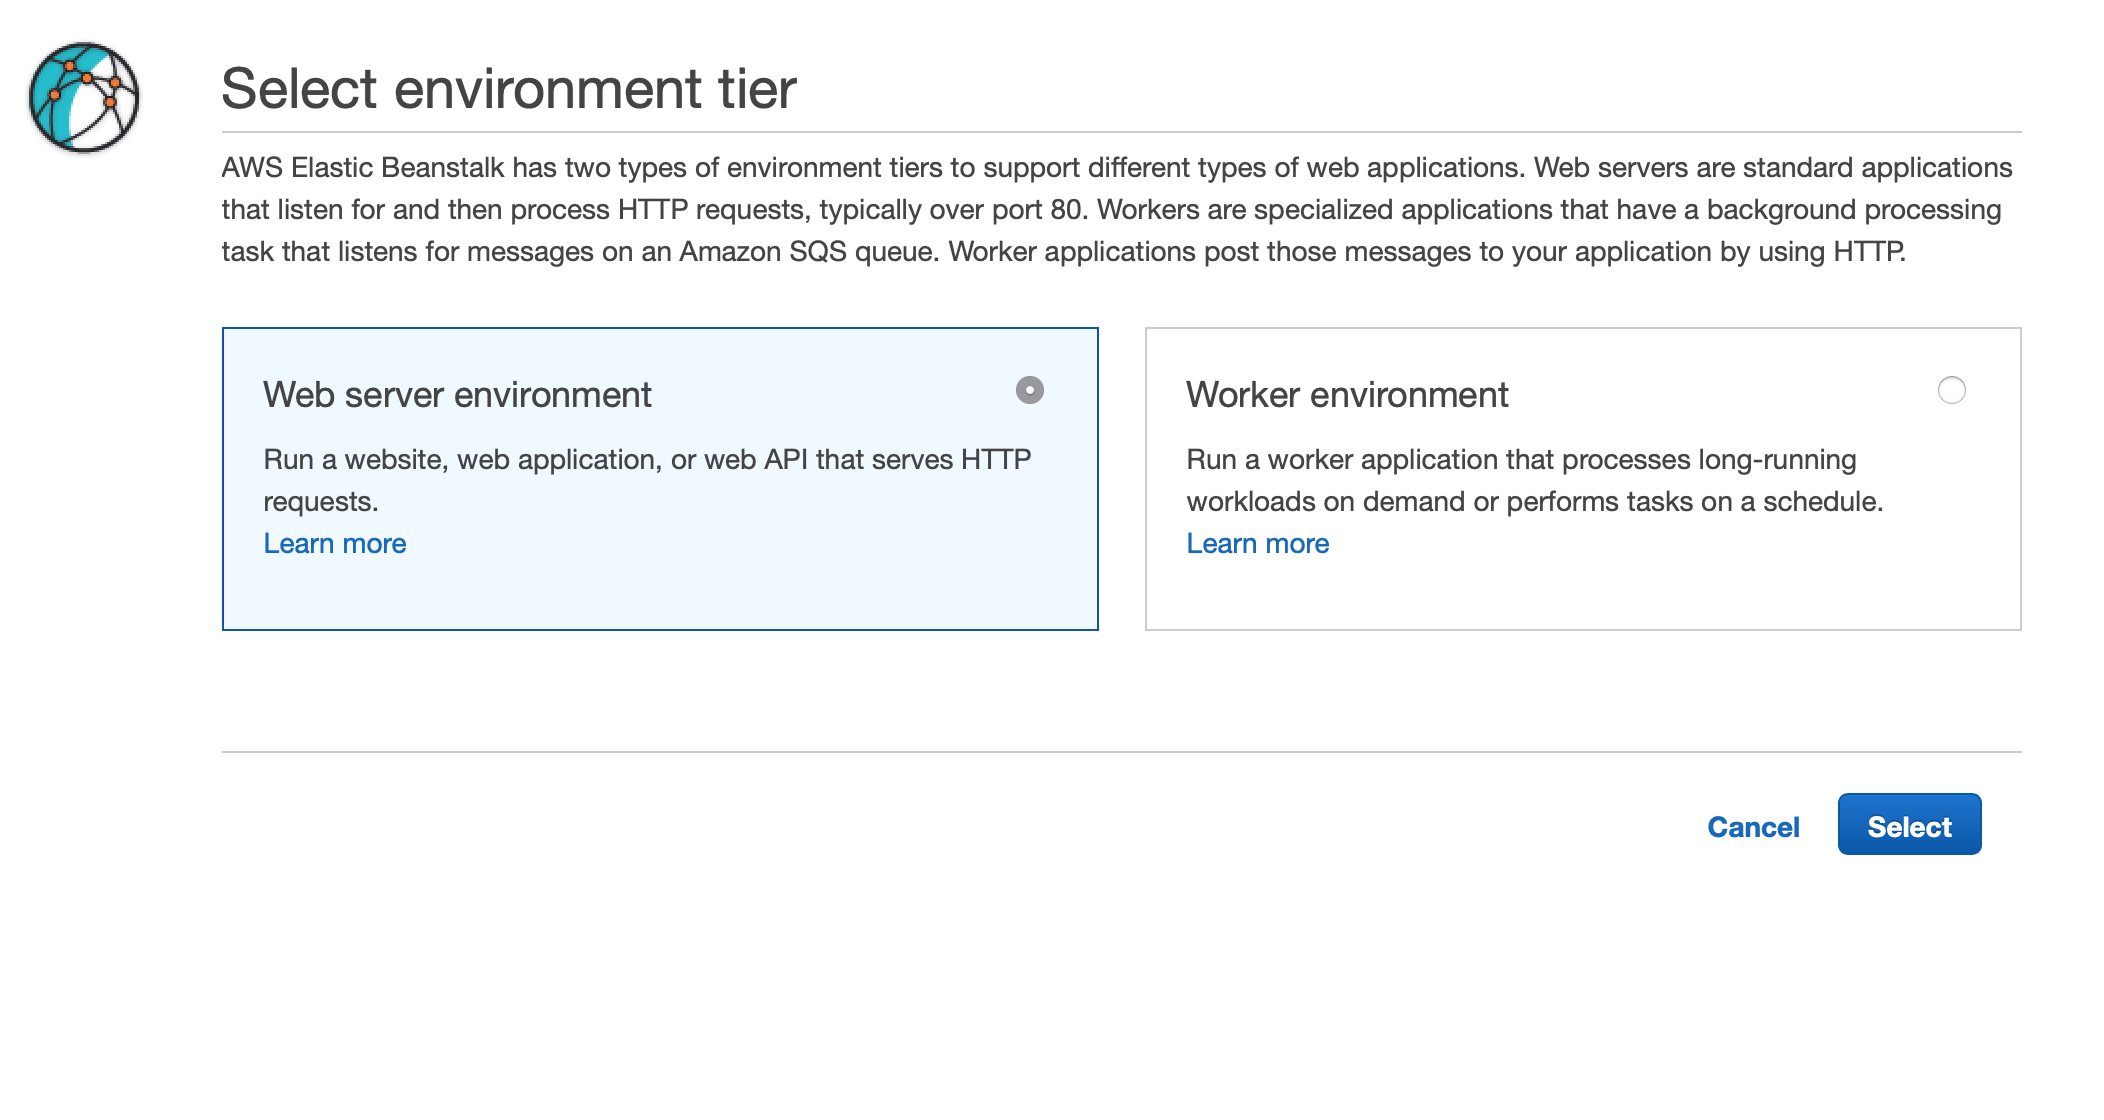 Select environment tier
AWS Elastic Beanstalk has two types of environment tiers to support different types of web applications. Web servers are standard applications
that listen for and then process HTTP requests, typically over port 80. Workers are specialized applications that have a background processing
task that listens for messages on an Amazon SQS queue. Worker applications post those messages to your application by using HTTP.
Web server environment
Run a website, web application, or web API that serves HTTP
requests.
Learn more
Worker environment
Run a worker application that processes long-running
workloads on demand or performs tasks on a schedule.
Learn more
Cancel
Select